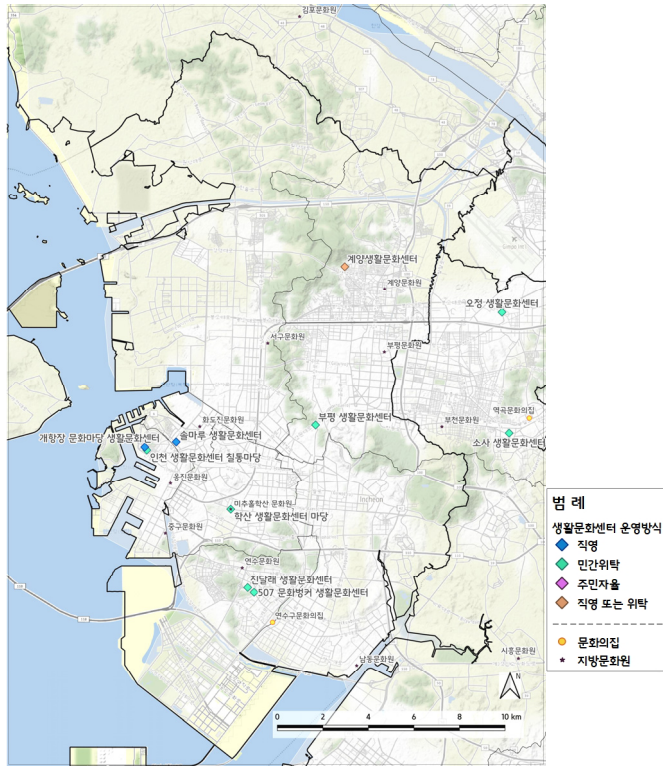 김포문화원
계양생활문화센터
계양문화원
오정 생활문화센터
서구문화원
부평문화원
역곡문화의집
부평 생활문화센터
화도진문화원
부천문화원
개항장 문화마당 생활문화센터
솔마루 생활문화센터
소사 생활문화센터
인천 생활문화센터 칠통마당
옹진문화원
Incheon
미추홀학산 문화원
학산 생활문화센터 마당
중구문화원
연수문화원
진달래 생활문화센터
507 문화벙커 생활문화센터
연수구문화의집
남동문화원
시흥문화원
N
0 2 4 6 8 10 km
범 례
생활문화센터 운영방식
직영
민간위탁
주민자율
직영 또는 위탁
문화의집
지방문화원